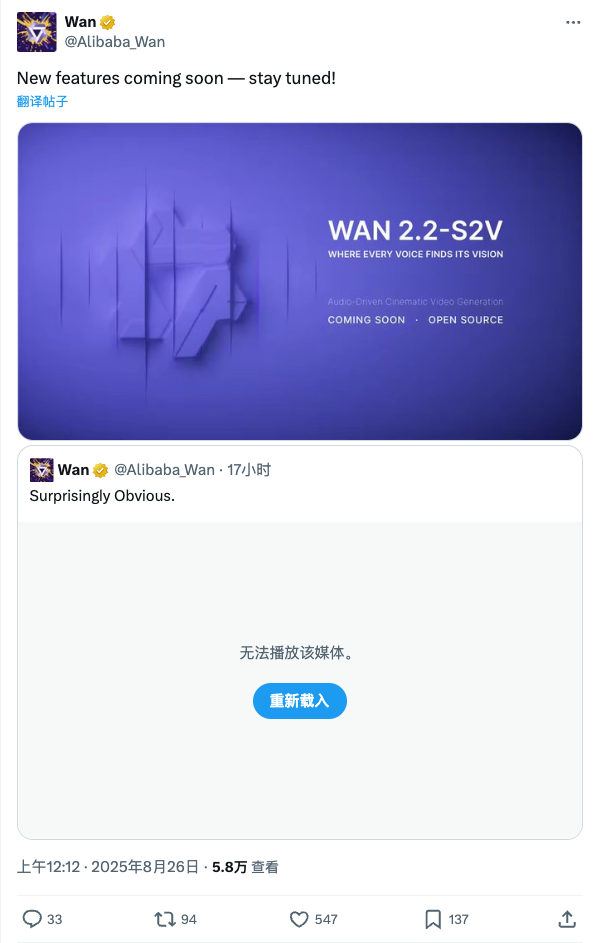 Wan
@Alibaba_Wan
New features coming soon — stay tuned!
翻译帖子
WAN 2.2-S2V
WHERE EVERY VOICE FINDS ITS VISION
Audio-Driven Cinematic Video Generation
COMING SOON · OPEN SOURCE
Wan @Alibaba_Wan · 17小时
Surprisingly Obvious.
无法播放该媒体。
重新载入
上午12:12 · 2025年8月26日 · 5.8万 查看
33 94 547 137